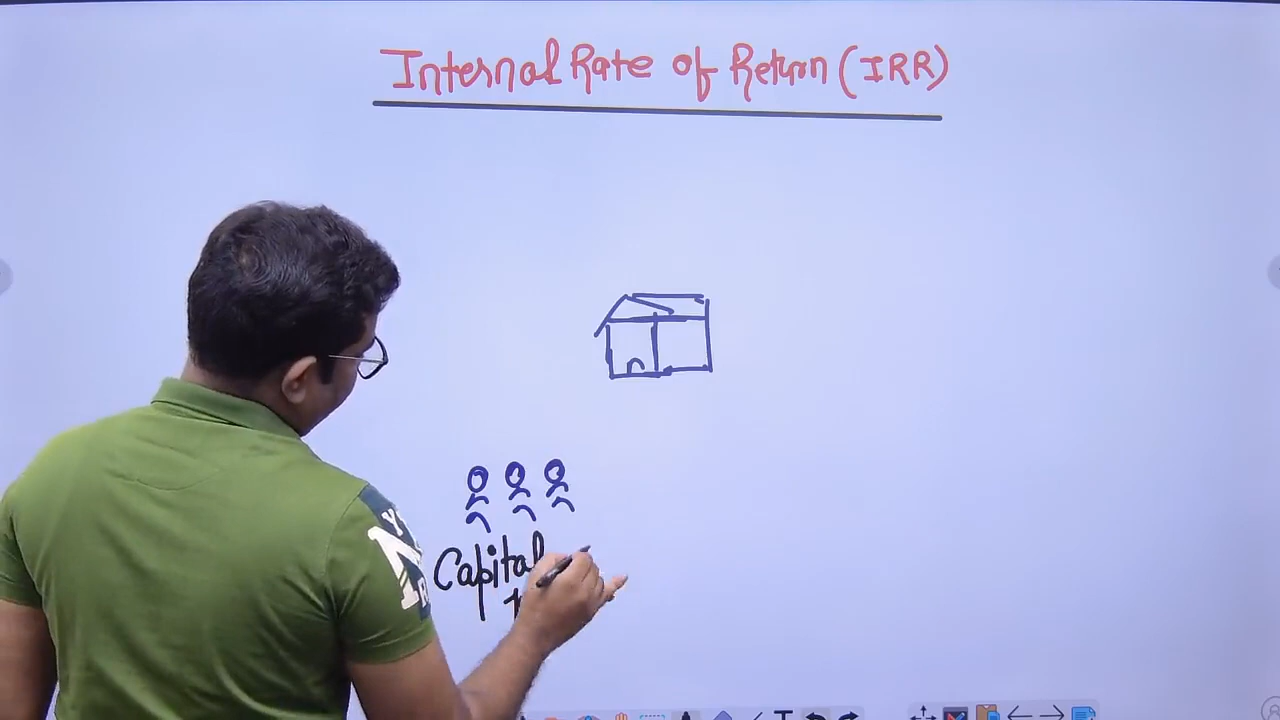 Internal Rate of Return (IRR)
Capital